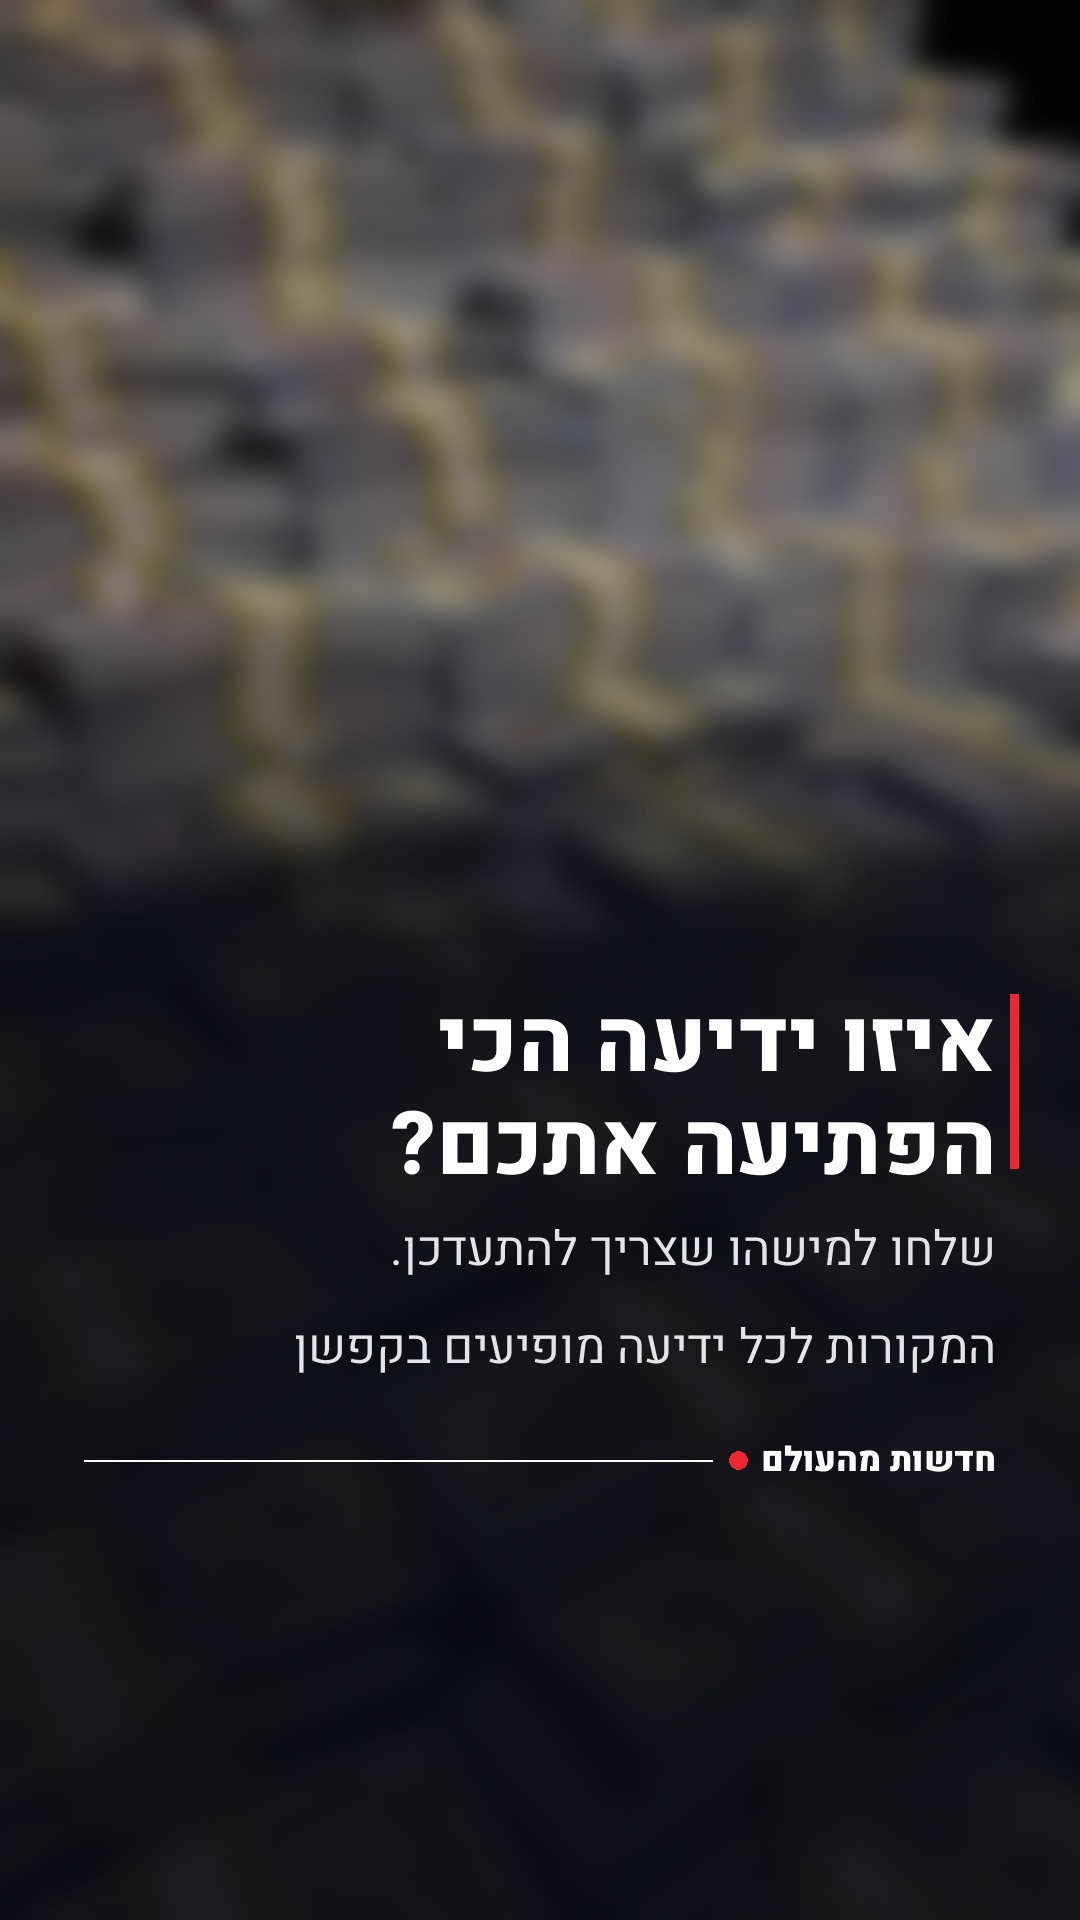 איזו ידיעה הכי
הפתיעה אתכם?
שלחו למישהו שצריך להתעדכן.
המקורות לכל ידיעה מופיעים בקפשן
חדשות מהעולם